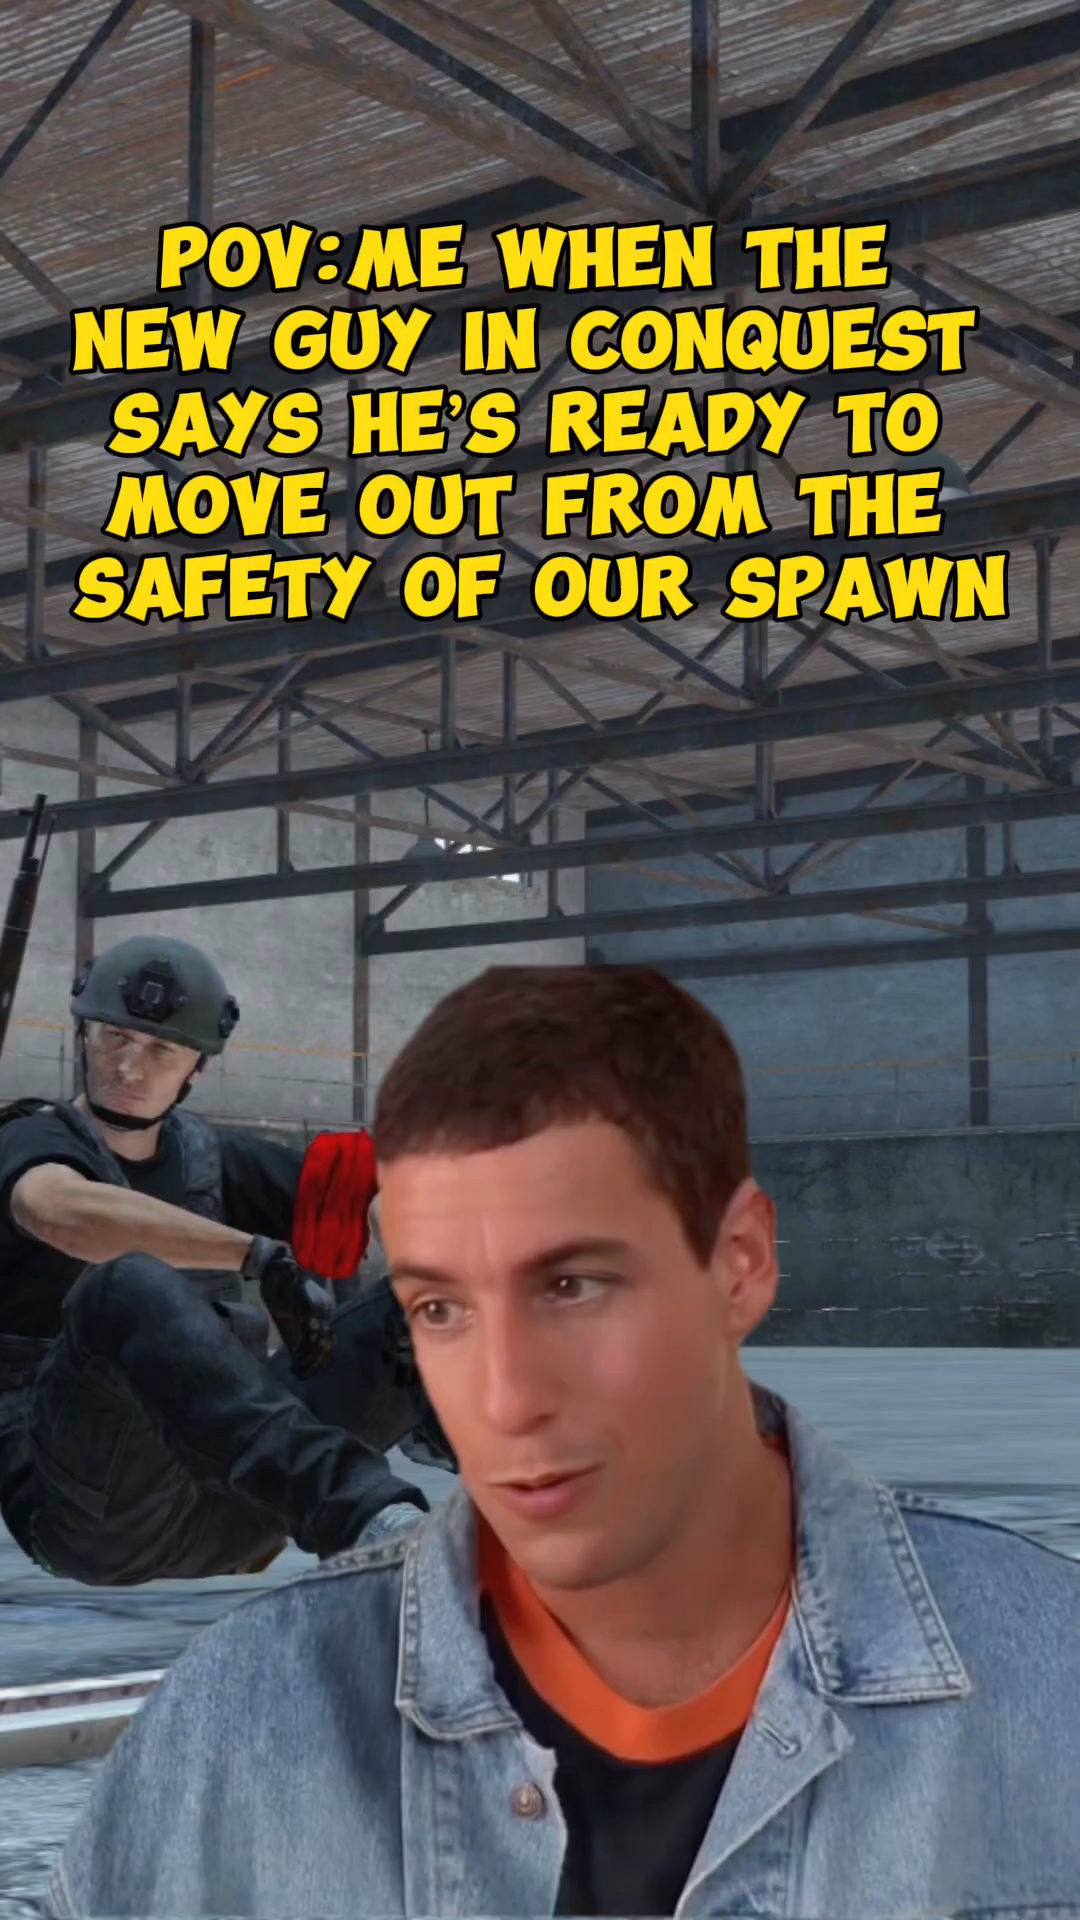 POV:ME WHEN THE
NEW GUY IN CONQUEST
SAYS HE'S READY TO
MOVE OUT FROM THE
SAFETY OF OUR SPAWN